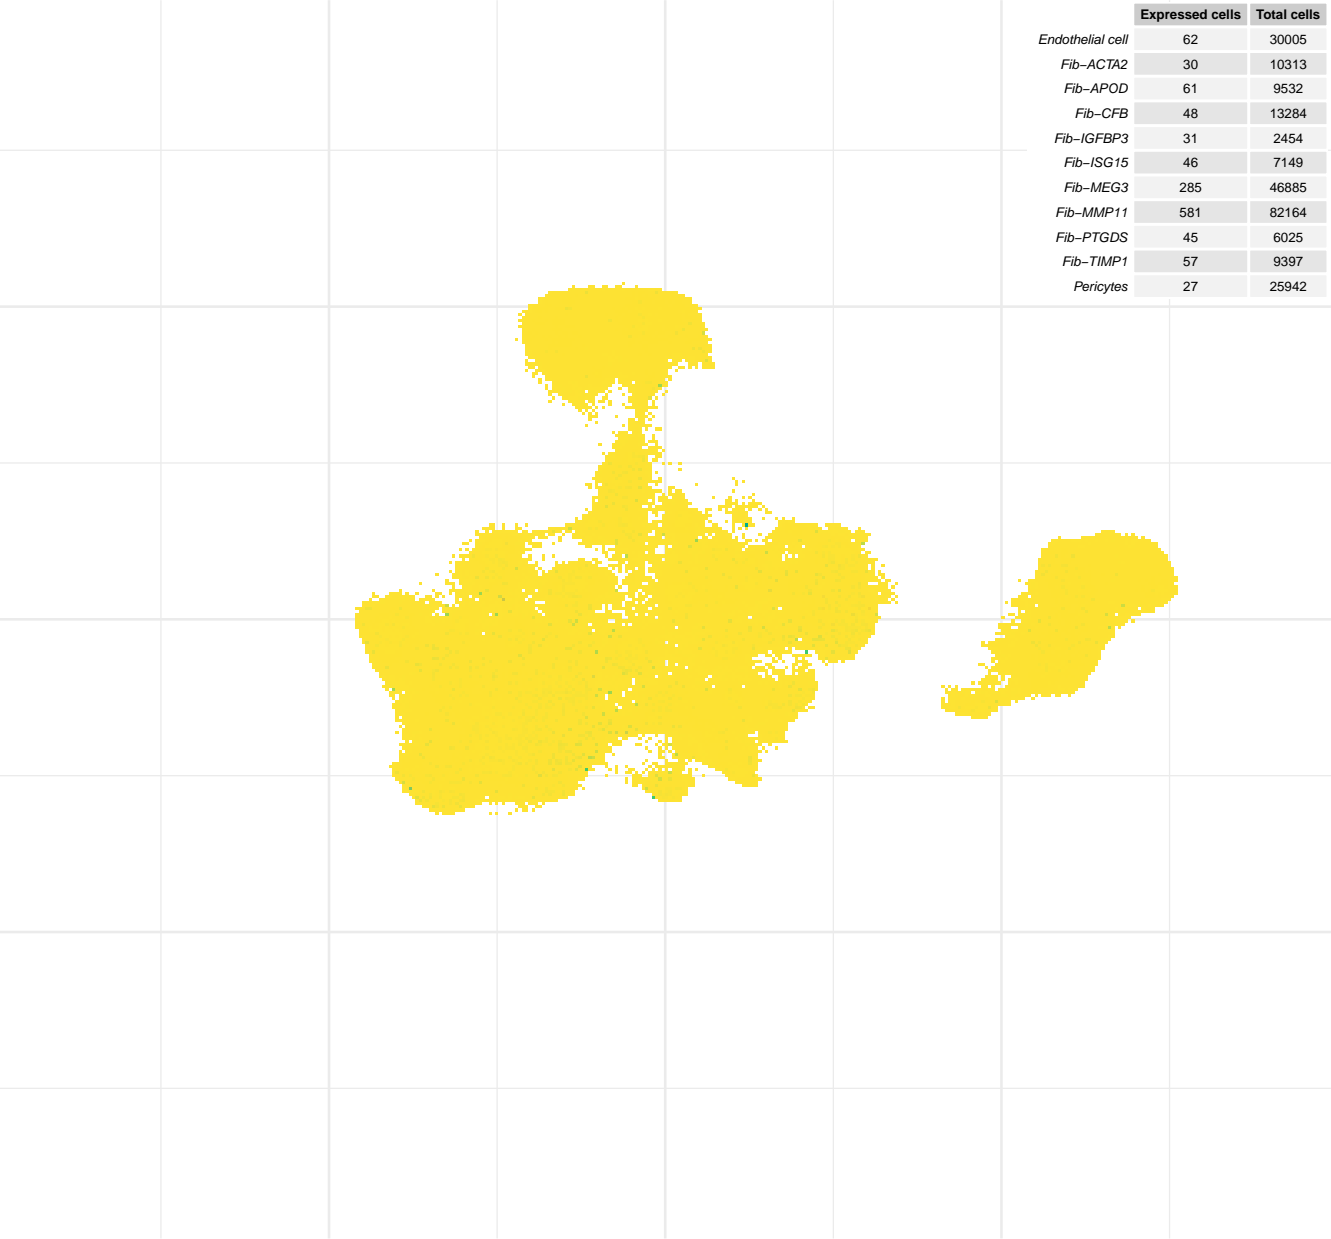 Expressed cells Total cells
Endothelial cell 62 30005
Fib−ACTA2 30 10313
Fib−APOD 61 9532
Fib−CFB 48 13284
Fib−IGFBP3 31 2454
Fib−ISG15 46 7149
Fib−MEG3 285 46885
Fib−MMP11 581 82164
Fib−PTGDS 45 6025
Fib−TIMP1 57 9397
Pericytes 27 25942